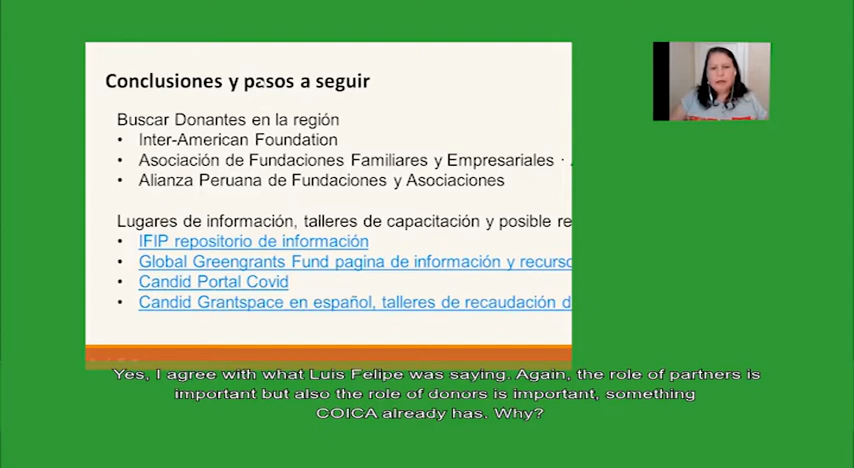 Conclusiones y pasos a seguir
Buscar Donantes en la región
• Inter-American Foundation
• Asociación de Fundaciones Familiares y Empresariales ·
• Alianza Peruana de Fundaciones y Asociaciones
Lugares de información, talleres de capacitación y posible re
• IFIP repositorio de información
• Global Greengrants Fund pagina de información y recurso
• Candid Portal Covid
• Candid Grantspace en español, talleres de recaudación d
Yes, I agree with what Luis Felipe was saying. Again, the role of partners is
important but also the role of donors is important, something
COICA already has. Why?